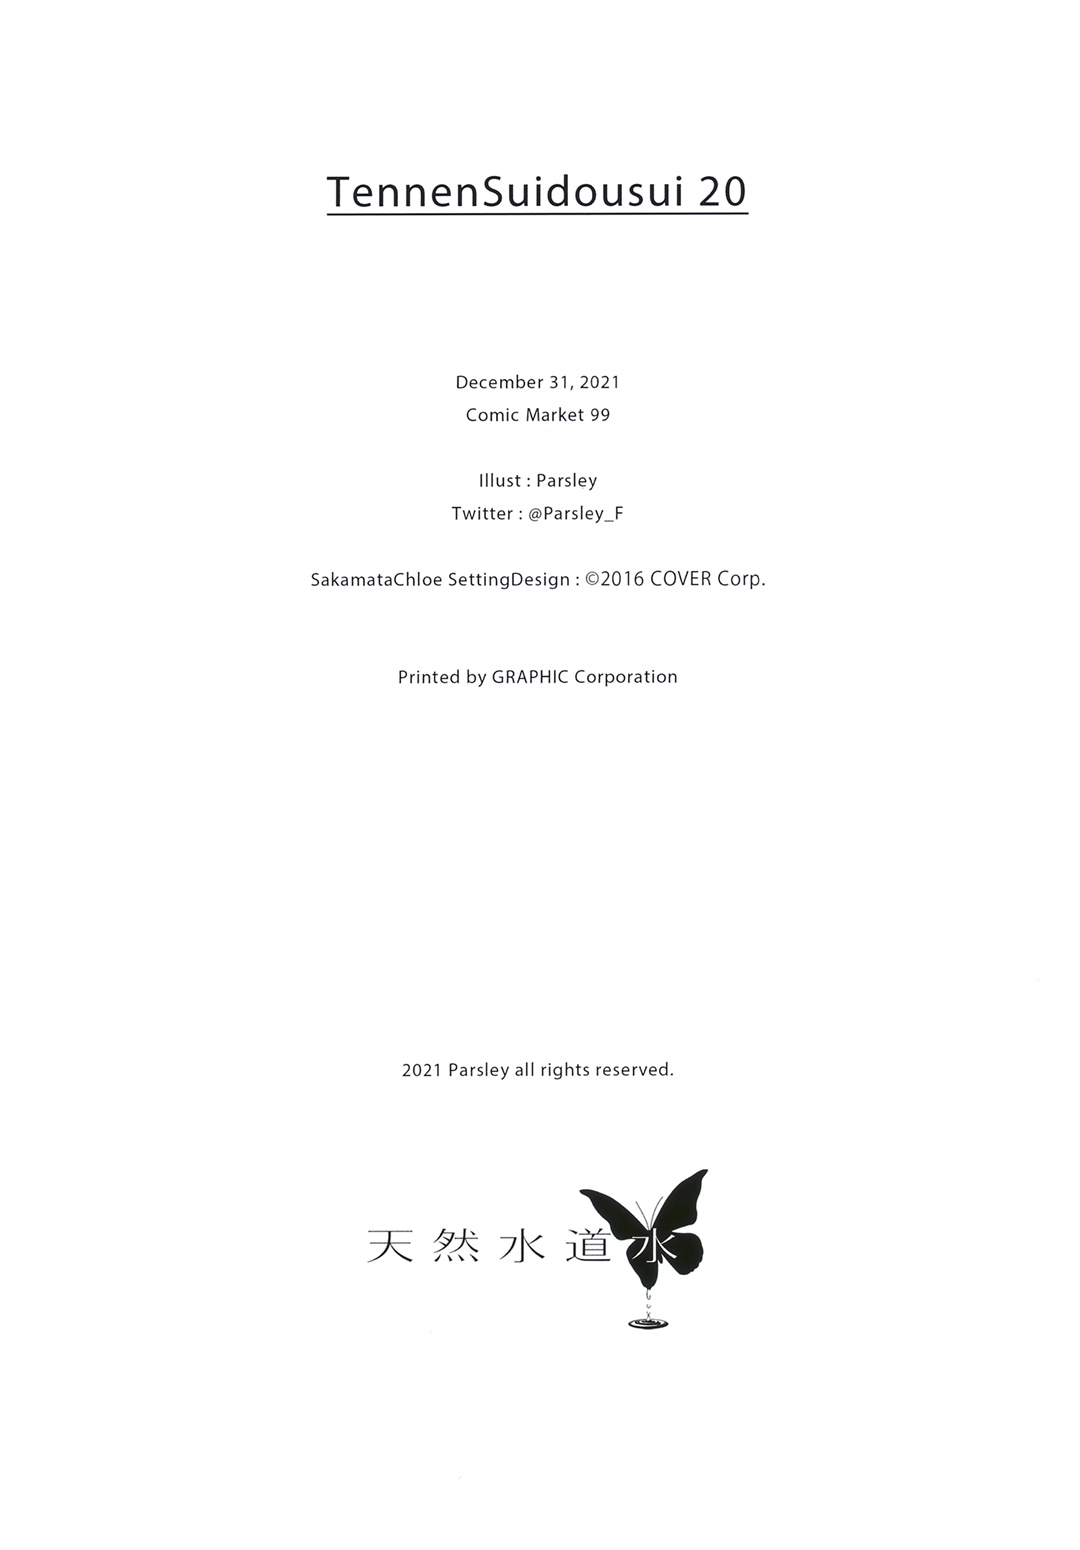 TennenSuidousui 20
December 31, 2021
Comic Market 99
Illust : Parsley
Twitter : @Parsley_F
SakamataChloe SettingDesign : ©2016 COVER Corp.
Printed by GRAPHIC Corporation
2021 Parsley all rights reserved.
天然水道水